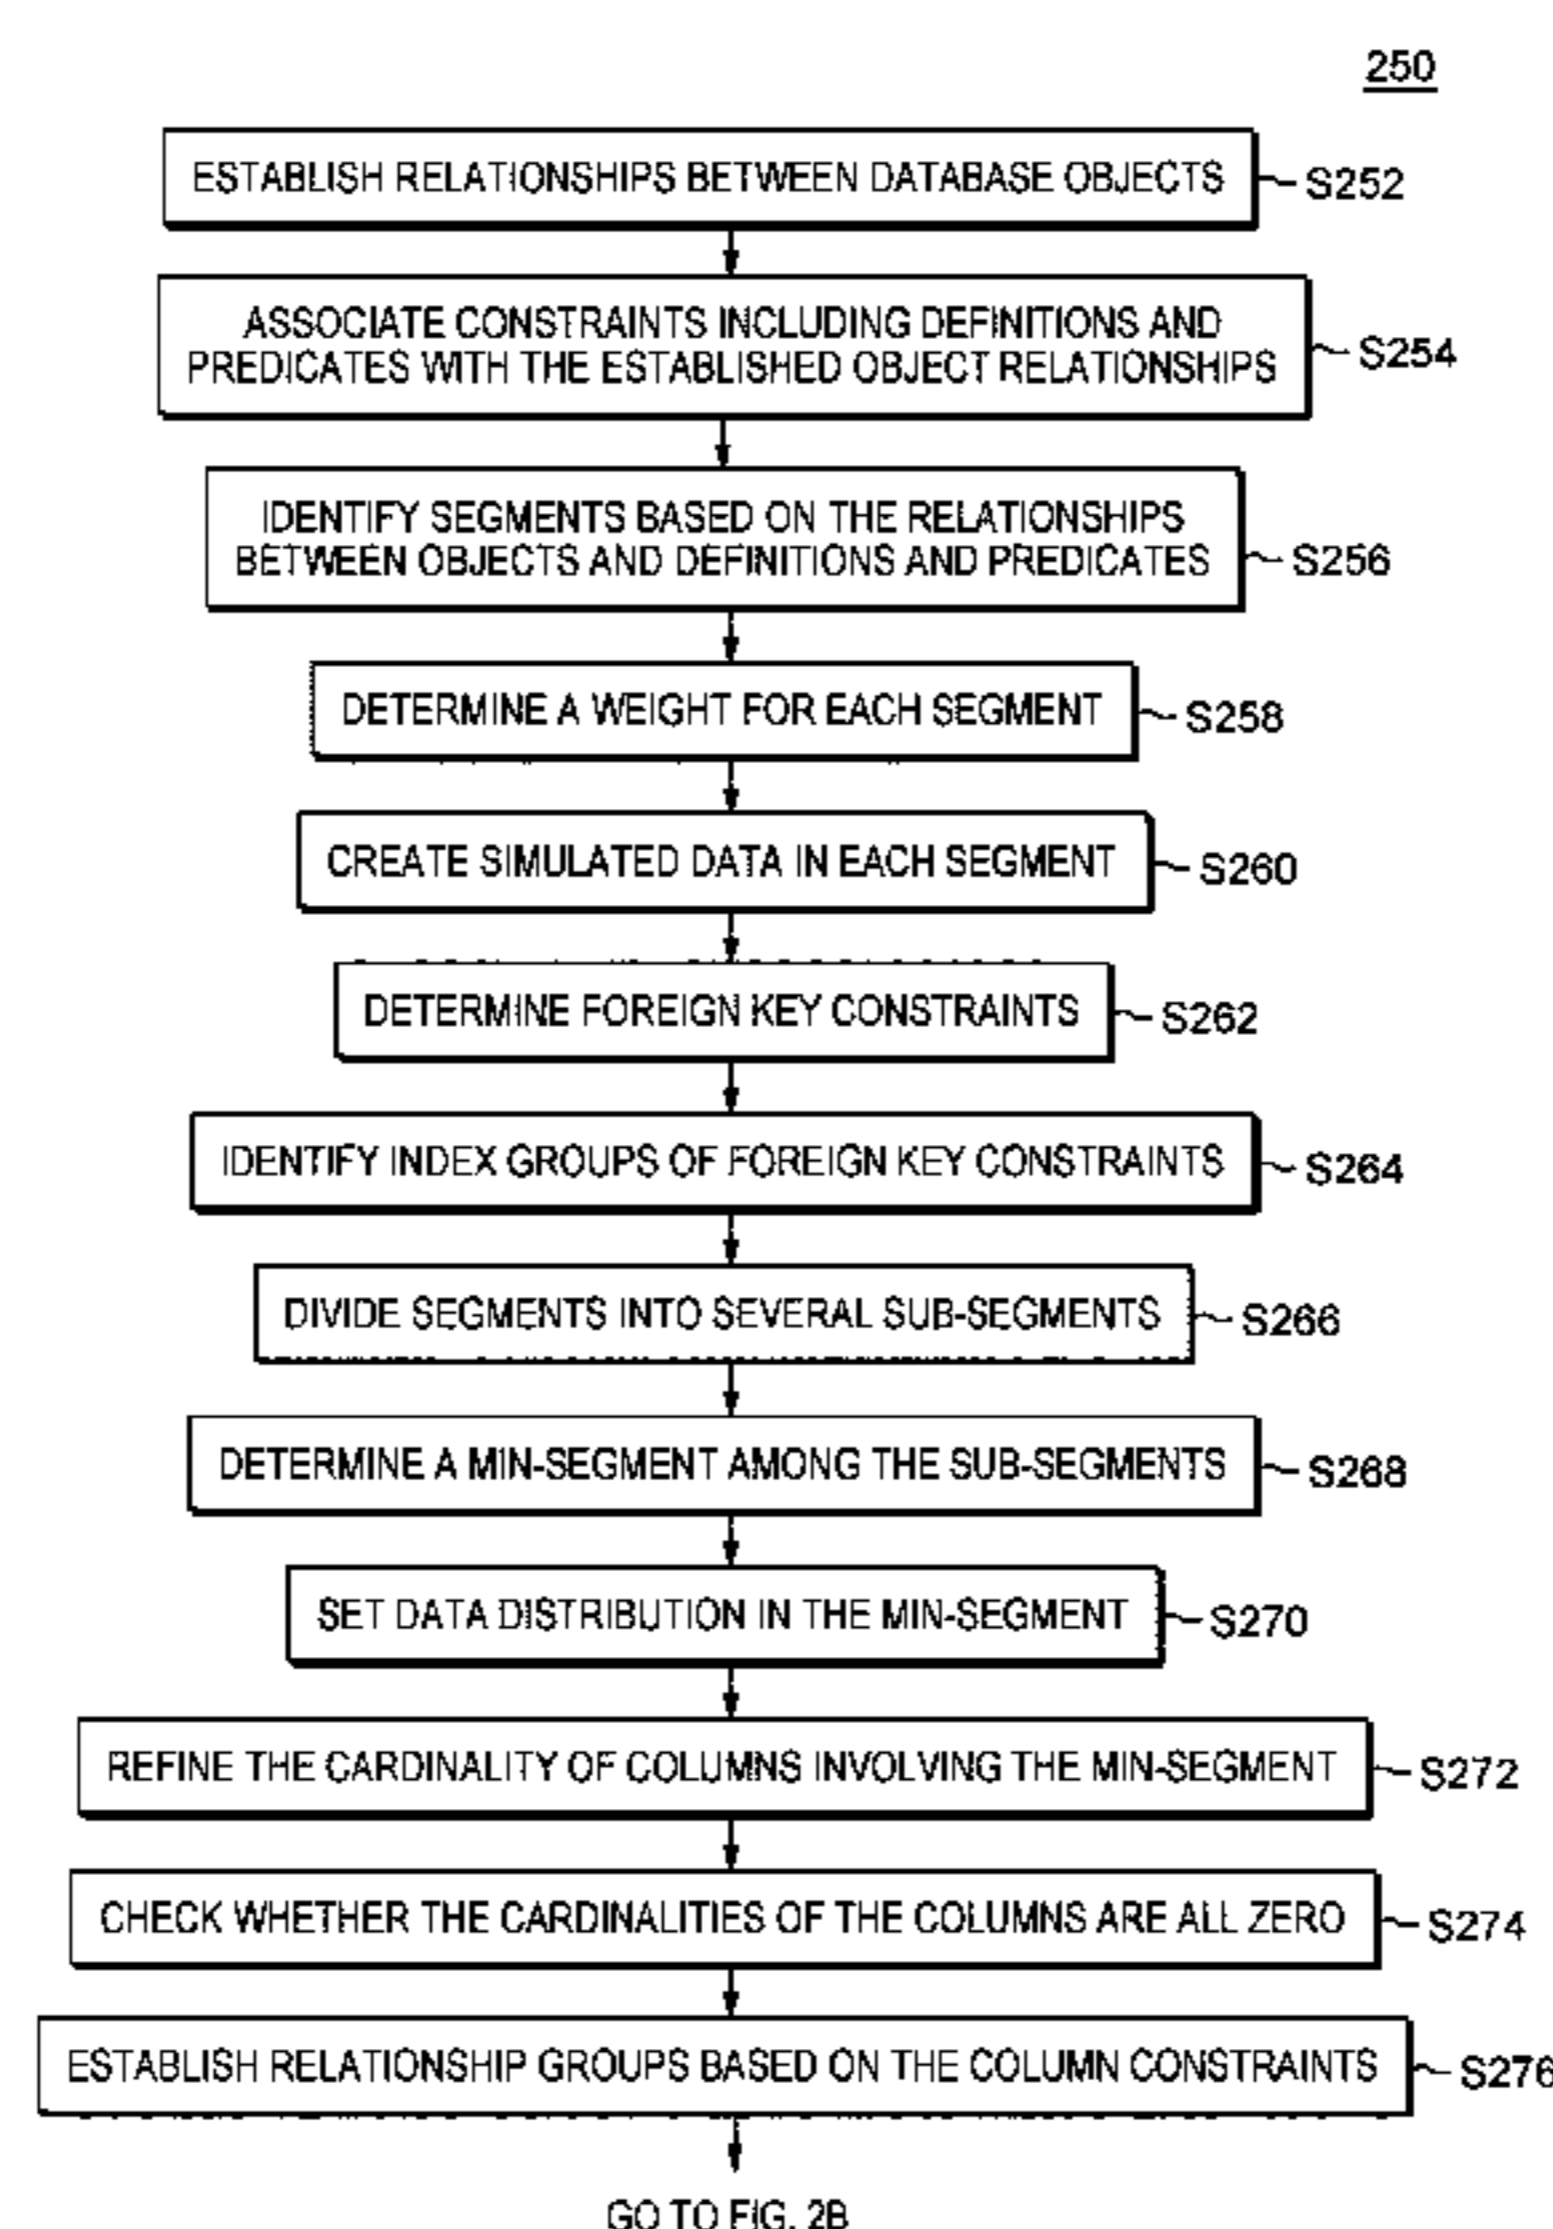 250
ESTABLISH RELATIONSHIPS BETWEEN DATABASE OBJECTS
S252
ASSOCIATE CONSTRAINTS INCLUDING DEFINITIONS AND
PREDICATES WITH THE ESTABLISHED OBJECT RELATIONSHIPS
S254
IDENTIFY SEGMENTS BASED ON THE RELATIONSHIPS
BETWEEN OBJECTS AND DEFINITIONS AND PREDICATES
S256
DETERMINE A WEIGHT FOR EACH SEGMENT
S258
CREATE SIMULATED DATA IN EACH SEGMENT
S260
DETERMINE FOREIGN KEY CONSTRAINTS
S262
IDENTIFY INDEX GROUPS OF FOREIGN KEY CONSTRAINTS
S264
DIVIDE SEGMENTS INTO SEVERAL SUB-SEGMENTS
S266
DETERMINE A MIN-SEGMENT AMONG THE SUB-SEGMENTS
S268
SET DATA DISTRIBUTION IN THE MIN-SEGMENT
S270
REFINE THE CARDINALITY OF COLUMNS INVOLVING THE MIN-SEGMENT
S272
CHECK WHETHER THE CARDINALITIES OF THE COLUMNS ARE ALL ZERO
S274
ESTABLISH RELATIONSHIP GROUPS BASED ON THE COLUMN CONSTRAINTS
S276
GO TO FIG. 2B